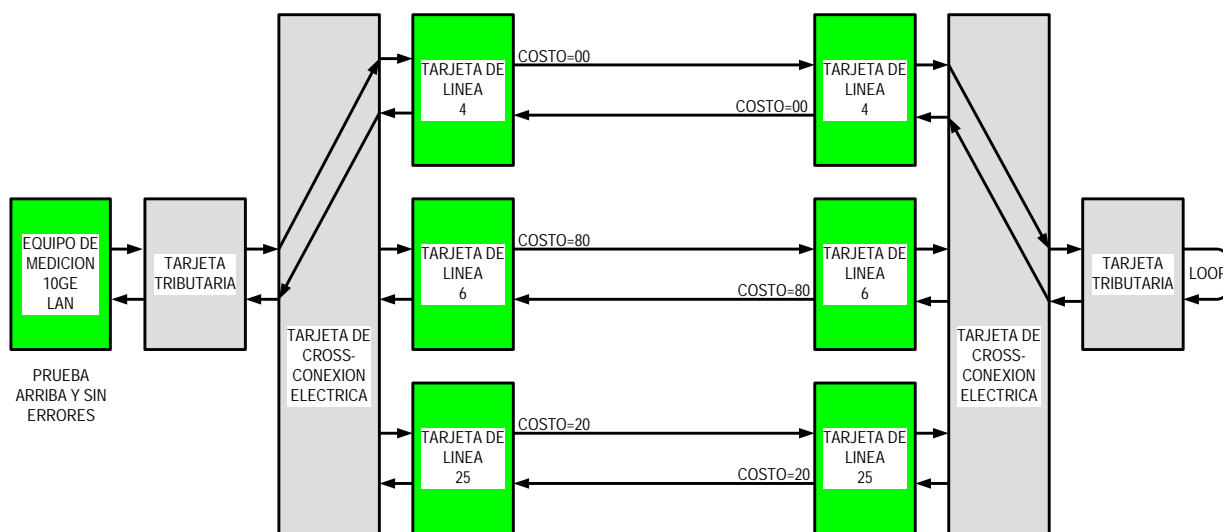 COSTO=00
TARJETA DE
LINEA
4
COSTO=00
TARJETA DE
LINEA
4
EQUIPO DE
MEDICION
10GE
LAN
TARJETA
TRIBUTARIA
COSTO=80
TARJETA DE
LINEA
6
COSTO=80
TARJETA DE
LINEA
6
TARJETA
TRIBUTARIA
LOOP
PRUEBA
ARRIBA Y SIN
ERRORES
TARJETA DE
CROSS-
CONEXION
ELECTRICA
TARJETA DE
CROSS-
CONEXION
ELECTRICA
COSTO=20
TARJETA DE
LINEA
25
COSTO=20
TARJETA DE
LINEA
25